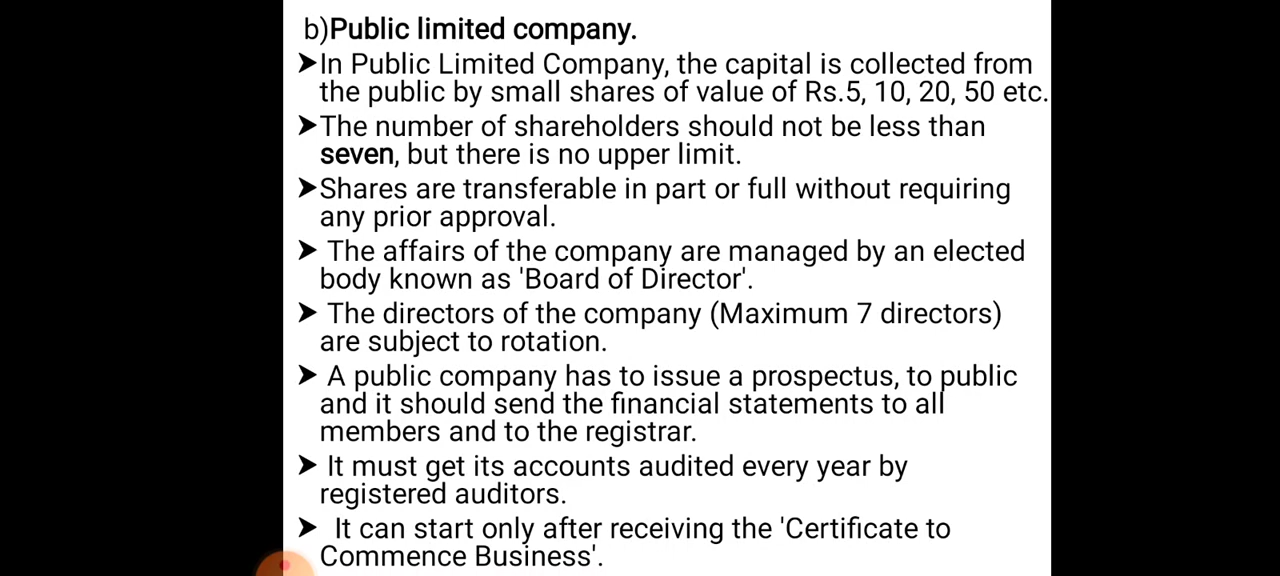 b)Public limited company.
➤In Public Limited Company, the capital is collected from
the public by small shares of value of Rs.5, 10, 20, 50 etc.
➤The number of shareholders should not be less than
seven, but there is no upper limit.
➤Shares are transferable in part or full without requiring
any prior approval.
➤ The affairs of the company are managed by an elected
body known as 'Board of Director'.
➤ The directors of the company (Maximum 7 directors)
are subject to rotation.
➤ A public company has to issue a prospectus, to public
and it should send the financial statements to all
members and to the registrar.
➤ It must get its accounts audited every year by
registered auditors.
➤ It can start only after receiving the 'Certificate to
Commence Business'.